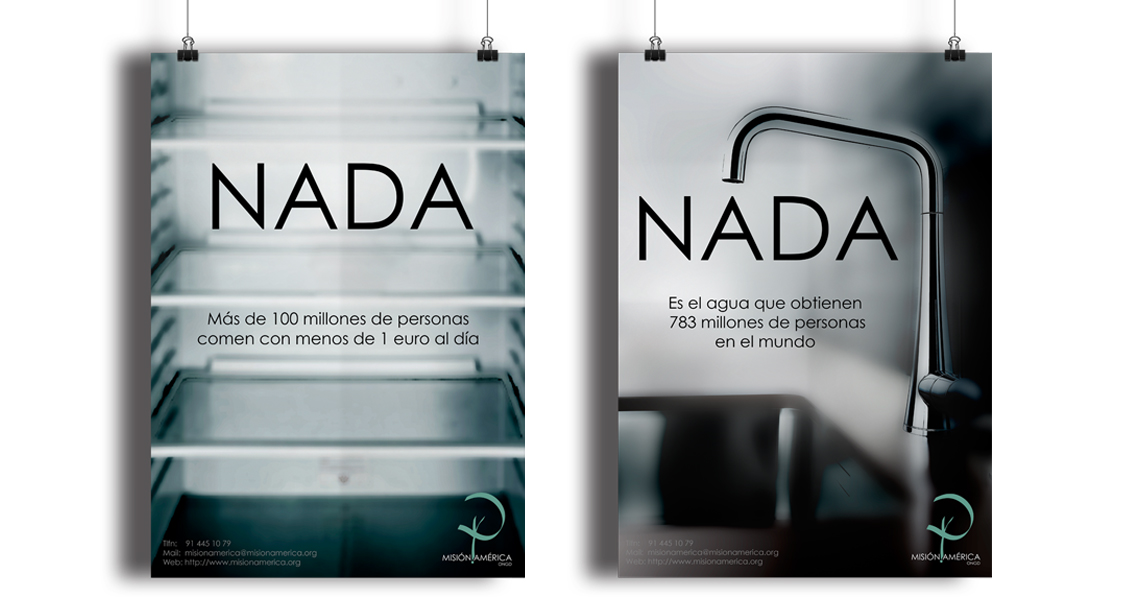 NADA
Más de 100 millones de personas
comen con menos de 1 euro al día
Tlfn: 91 445 10 79
Mail: misionamerica@misionamerica.org
Web: http://www.misionamerica.org
MISIÓN AMÉRICA
ONGD
NADA
Es el agua que obtienen
783 millones de personas
en el mundo
Tlfn: 91 445 10 79
Mail: misionamerica@misionamerica.org
Web: http://www.misionamerica.org
MISIÓN AMÉRICA
ONGD